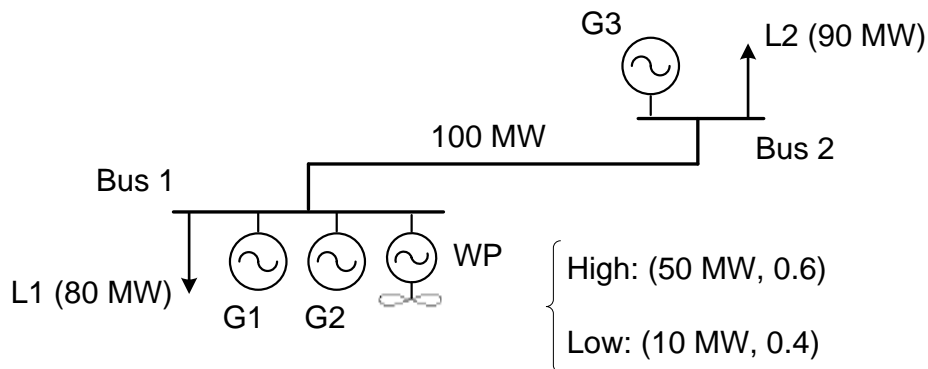 G3
L2 (90 MW)
100 MW
Bus 2
Bus 1
WP
High: (50 MW, 0.6)
L1 (80 MW)
G1
G2
Low: (10 MW, 0.4)